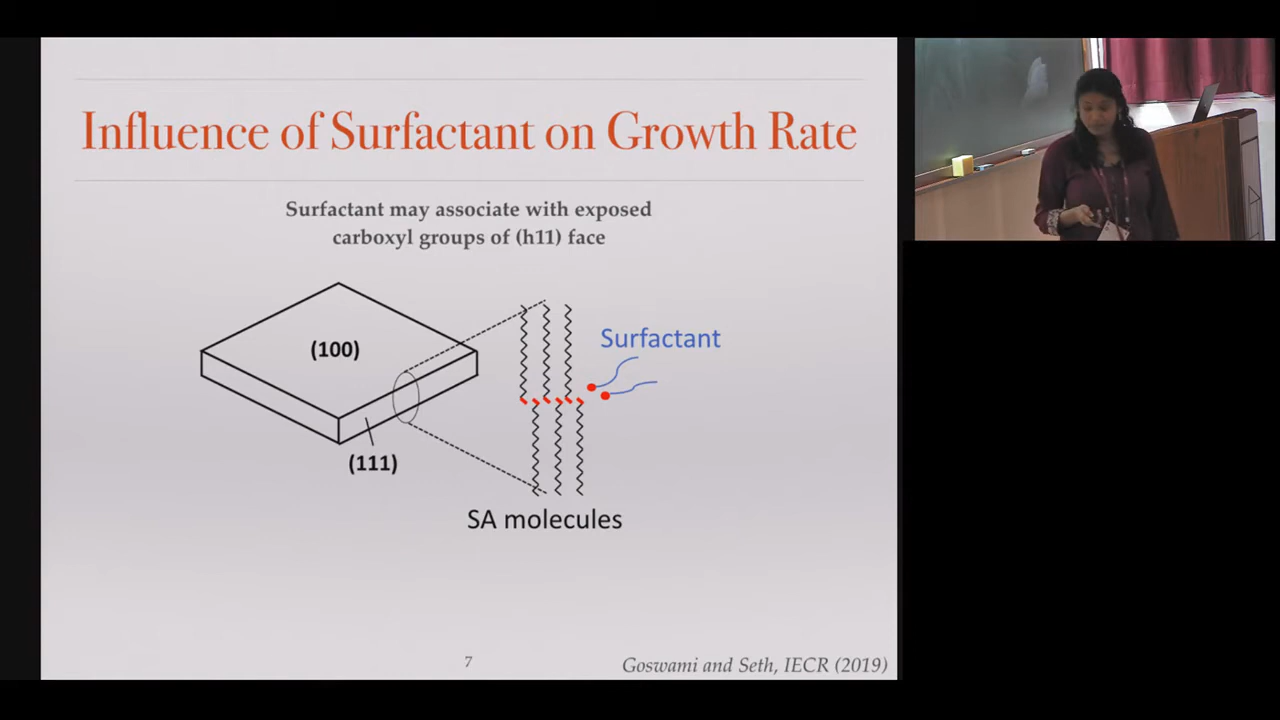 Influence of Surfactant on Growth Rate
Surfactant may associate with exposed
carboxyl groups of (h11) face
(100)
(111)
Surfactant
SA molecules
7
Goswami and Seth, IECR (2019)